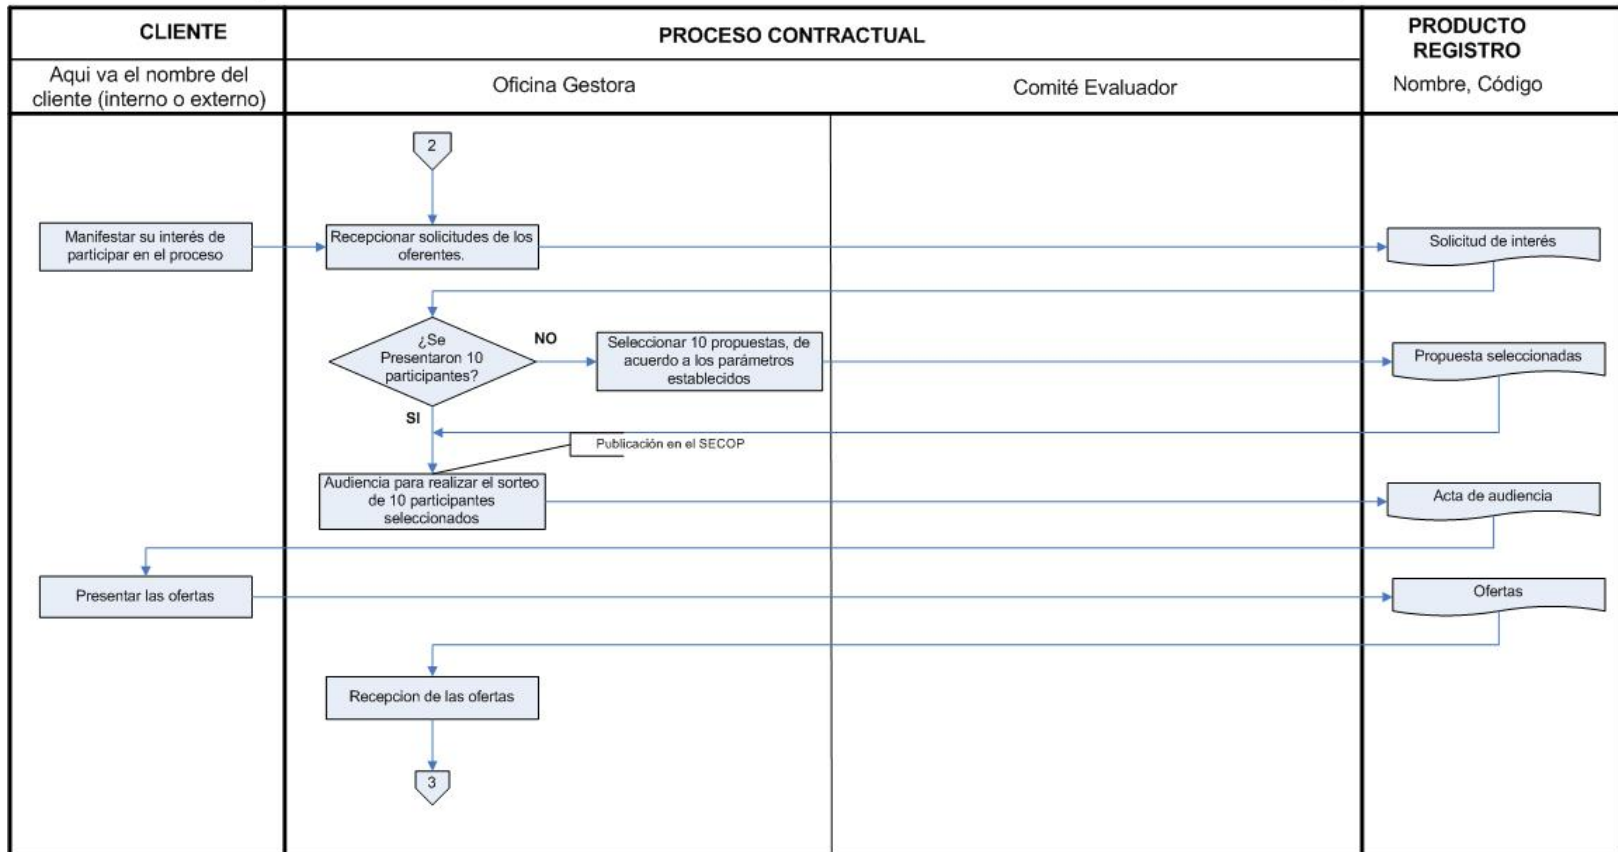 CLIENTE
PROCESO CONTRACTUAL
PRODUCTO
REGISTRO
Aqui va el nombre del
cliente (interno o externo)
Oficina Gestora
Comité Evaluador
Nombre, Código
2
Manifestar su interés de
participar en el proceso
Recepcionar solicitudes de los
oferentes.
Solicitud de interés
¿Se
Presentaron 10
participantes?
NO
Seleccionar 10 propuestas, de
acuerdo a los parámetros
establecidos
Propuesta seleccionadas
SI
Publicación en el SECOP
Audiencia para realizar el sorteo
de 10 participantes
seleccionados
Acta de audiencia
Presentar las ofertas
Ofertas
Recepcion de las ofertas
3